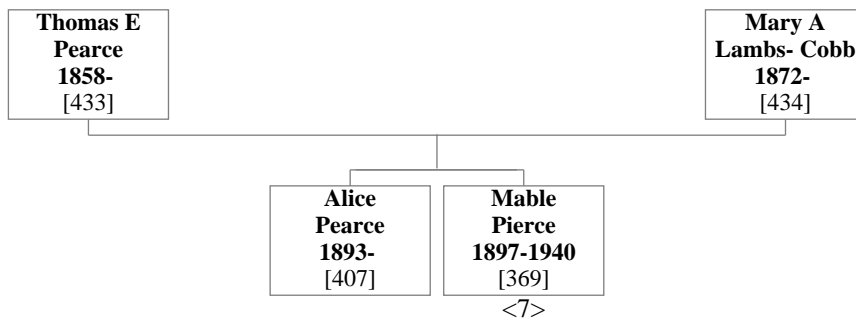 Thomas E
Pearce
1858-
[433]
Mary A
Lambs- Cobb
1872-
[434]
Alice
Pearce
1893-
[407]
Mable
Pierce
1897-1940
[369]
<7>